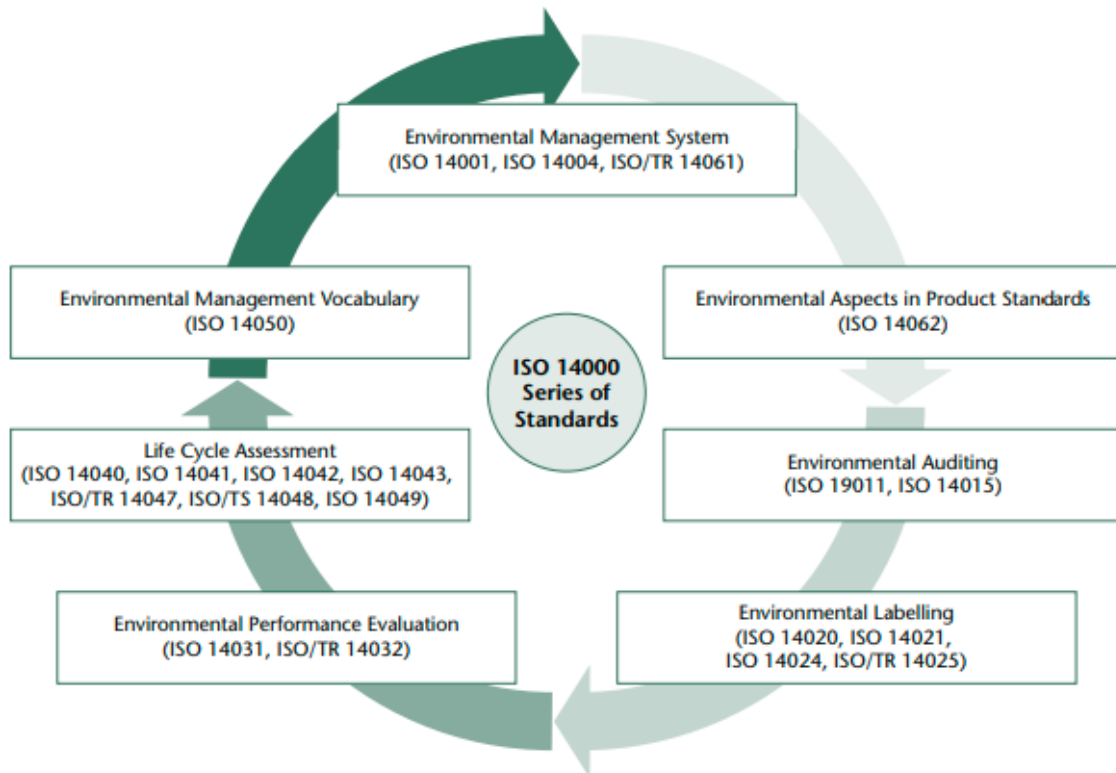 Environmental Management System
(ISO 14001, ISO 14004, ISO/TR 14061)
Environmental Management Vocabulary
(ISO 14050)
Environmental Aspects in Product Standards
(ISO 14062)
ISO 14000
Series of
Standards
Life Cycle Assessment
(ISO 14040, ISO 14041, ISO 14042, ISO 14043,
ISO/TR 14047, ISO/TS 14048, ISO 14049)
Environmental Auditing
(ISO 19011, ISO 14015)
Environmental Performance Evaluation
(ISO 14031, ISO/TR 14032)
Environmental Labelling
(ISO 14020, ISO 14021,
ISO 14024, ISO/TR 14025)